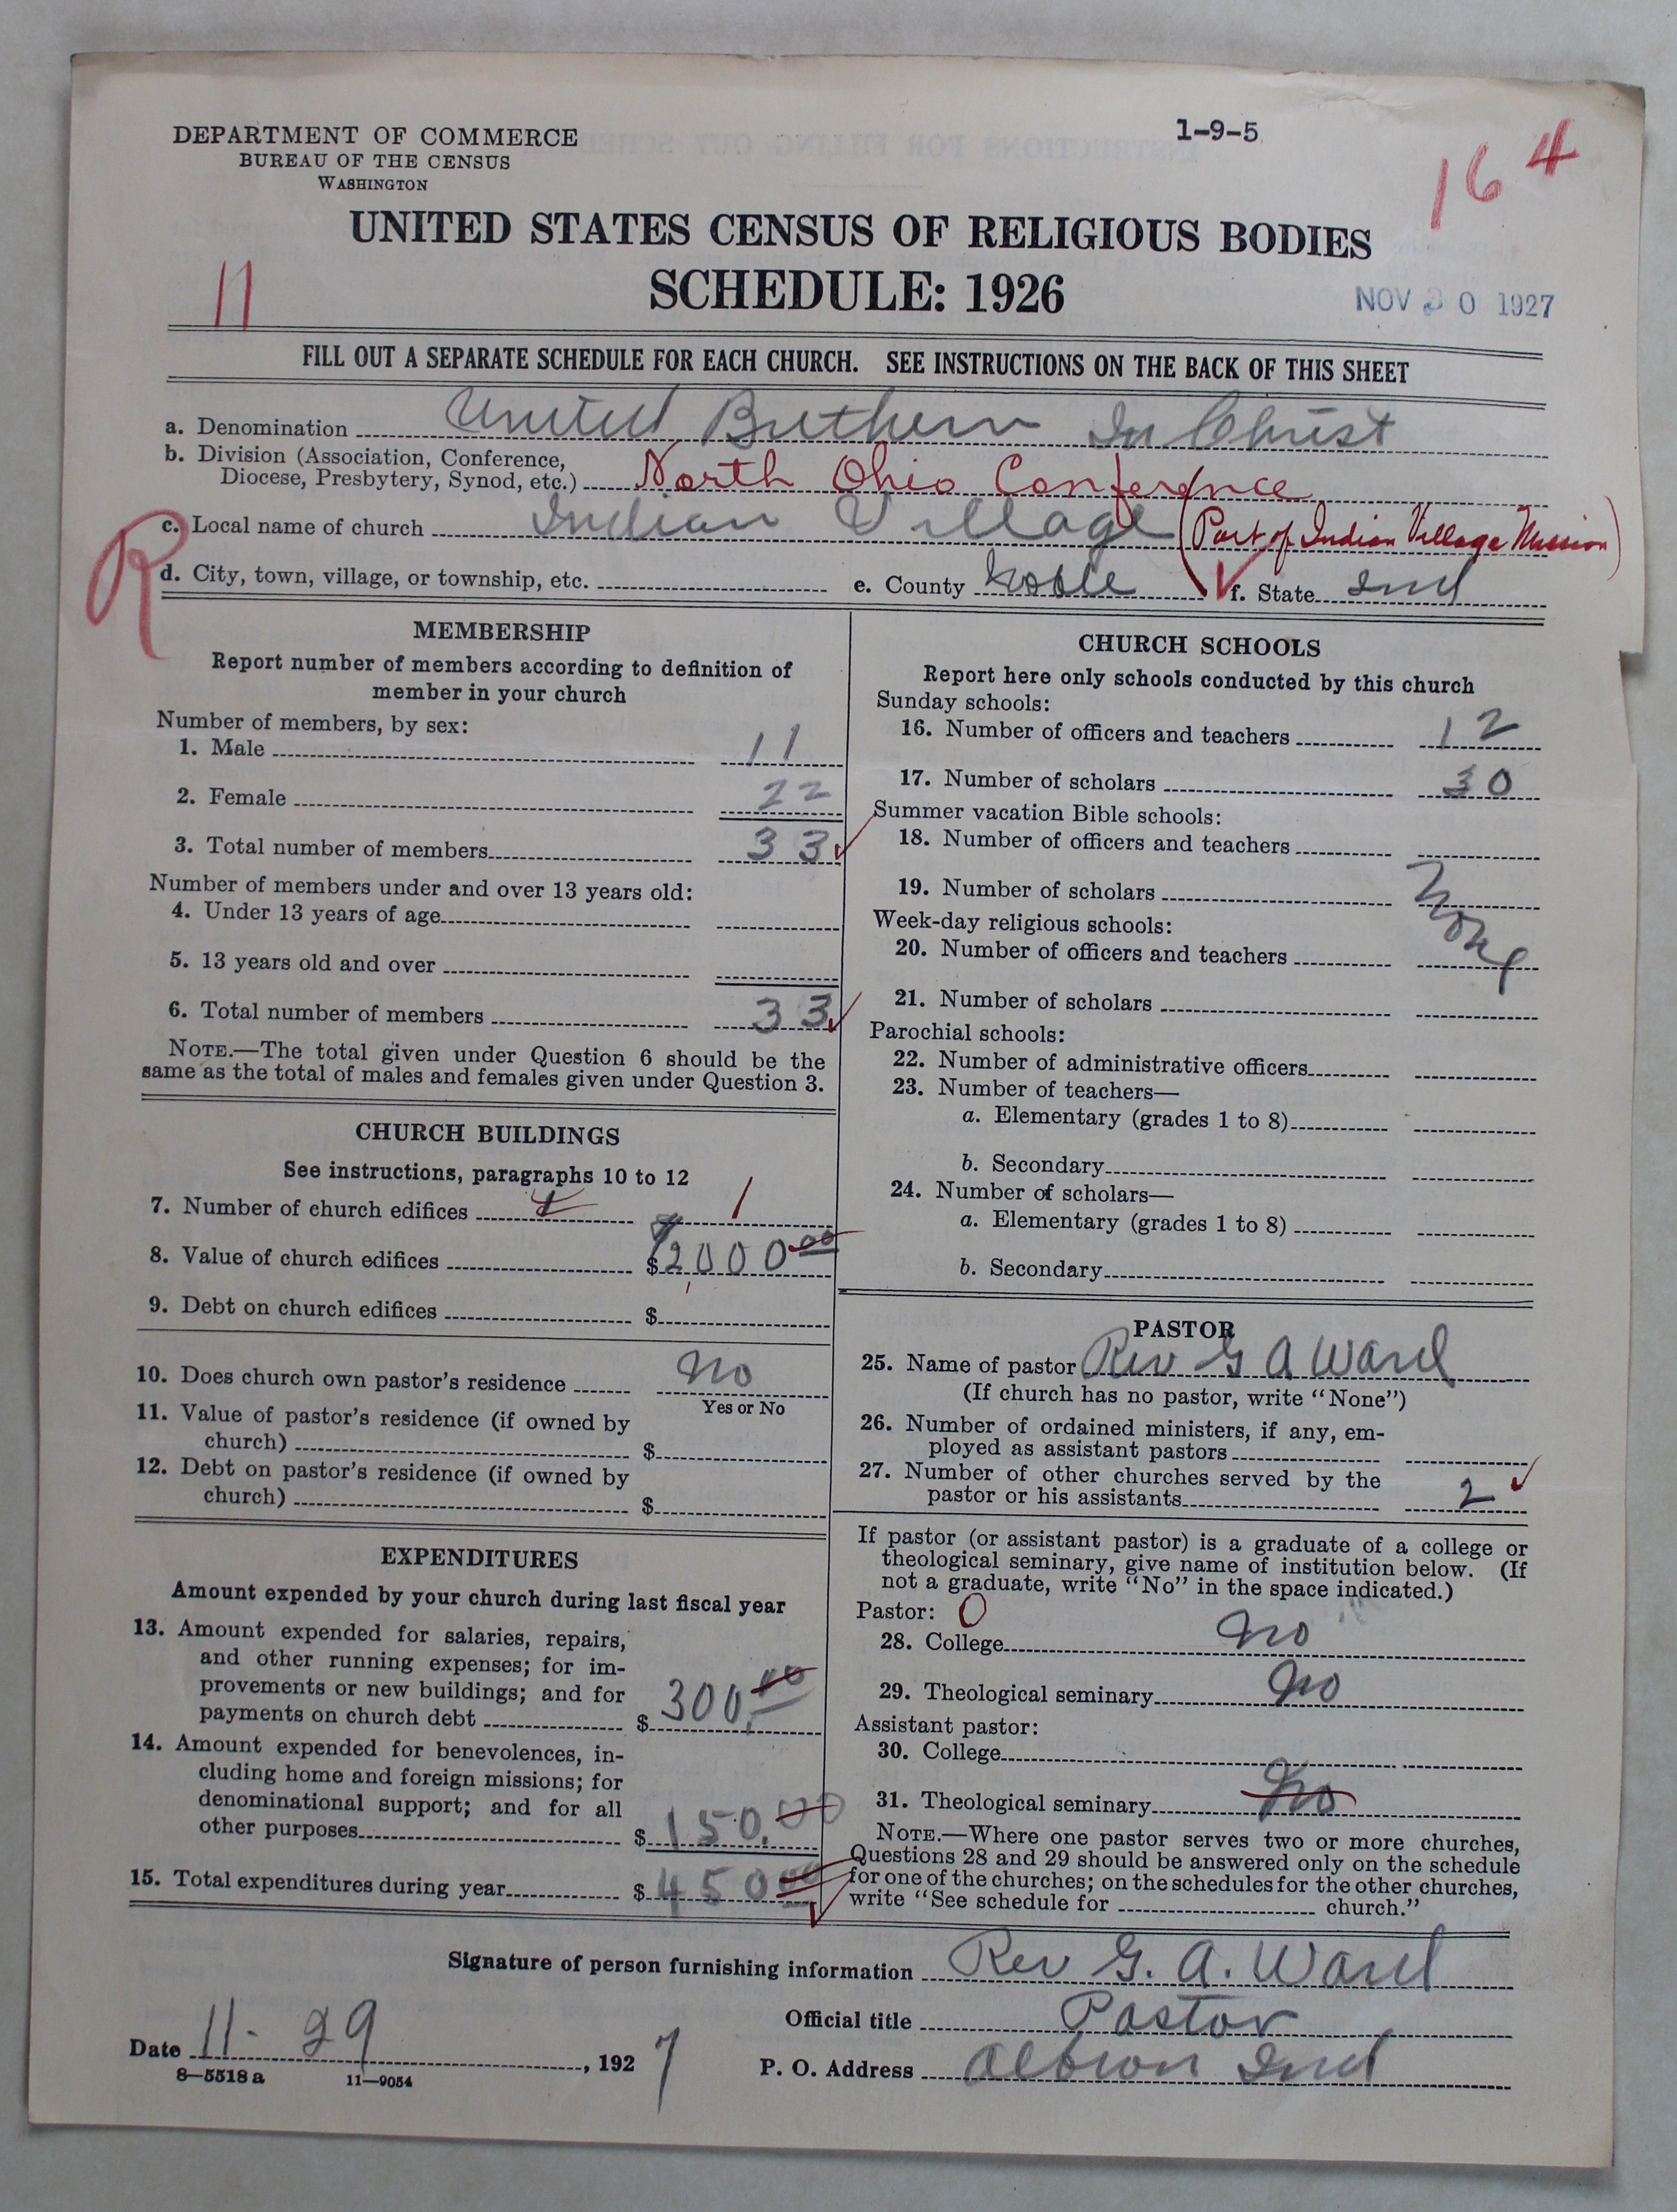 DEPARTMENT OF COMMERCE
BUREAU OF THE CENSUS
WASHINGTON
1-9-5
164
UNITED STATES CENSUS OF RELIGIOUS BODIES
SCHEDULE: 1926
11
NOV 30 1927
FILL OUT A SEPARATE SCHEDULE FOR EACH CHURCH. SEE INSTRUCTIONS ON THE BACK OF THIS SHEET
a. Denomination United Brethern In Christ
b. Division (Association, Conference,
Diocese, Presbytery, Synod, etc.) North Ohio Conference
c. Local name of church Indian Village (Part of Indian Village Mission)
R
d. City, town, village, or township, etc. e. County Noble f. State Ind
MEMBERSHIP
Report number of members according to definition of
member in your church
Number of members, by sex:
1. Male 11
2. Female 22
3. Total number of members 33
Number of members under and over 13 years old:
4. Under 13 years of age
5. 13 years old and over
6. Total number of members 33
NOTE.—The total given under Question 6 should be the
same as the total of males and females given under Question 3.
CHURCH BUILDINGS
See instructions, paragraphs 10 to 12
7. Number of church edifices 1 1
8. Value of church edifices $ 2000 00
9. Debt on church edifices $
10. Does church own pastor's residence No
Yes or No
11. Value of pastor's residence (if owned by
church) $
12. Debt on pastor's residence (if owned by
church) $
EXPENDITURES
Amount expended by your church during last fiscal year
13. Amount expended for salaries, repairs,
and other running expenses; for im-
provements or new buildings; and for
payments on church debt $ 300.00
14. Amount expended for benevolences, in-
cluding home and foreign missions; for
denominational support; and for all
other purposes $ 150.00
15. Total expenditures during year $ 450 00
CHURCH SCHOOLS
Report here only schools conducted by this church
Sunday schools:
16. Number of officers and teachers 12
17. Number of scholars 30
Summer vacation Bible schools:
18. Number of officers and teachers
19. Number of scholars None
Week-day religious schools:
20. Number of officers and teachers
21. Number of scholars
Parochial schools:
22. Number of administrative officers
23. Number of teachers—
a. Elementary (grades 1 to 8)
b. Secondary
24. Number of scholars—
a. Elementary (grades 1 to 8)
b. Secondary
PASTOR
25. Name of pastor Rev G A Ward
(If church has no pastor, write "None")
26. Number of ordained ministers, if any, em-
ployed as assistant pastors
27. Number of other churches served by the
pastor or his assistants 2
If pastor (or assistant pastor) is a graduate of a college or
theological seminary, give name of institution below. (If
not a graduate, write "No" in the space indicated.)
Pastor: O
28. College No
29. Theological seminary No
Assistant pastor:
30. College
31. Theological seminary No
NOTE.—Where one pastor serves two or more churches,
Questions 28 and 29 should be answered only on the schedule
for one of the churches; on the schedules for the other churches,
write "See schedule for church."
Signature of person furnishing information Rev G. A. Ward
Official title Pastor
Date 11-29, 1927
P. O. Address Albion Ind
8—5518 a 11—9054